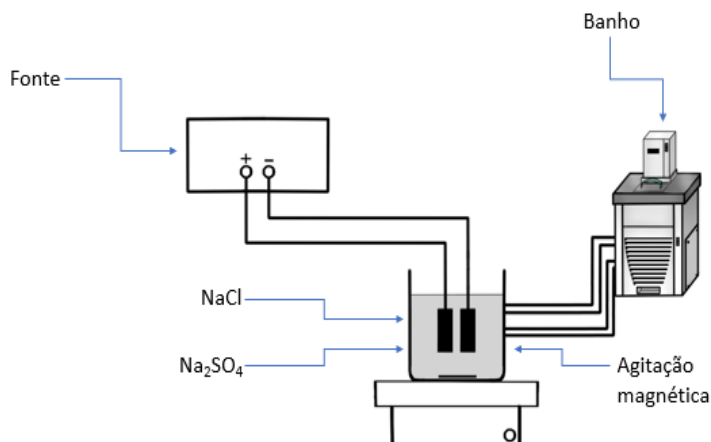 Banho
Fonte
+ −
NaCl
Na₂SO₄
Agitação
magnética